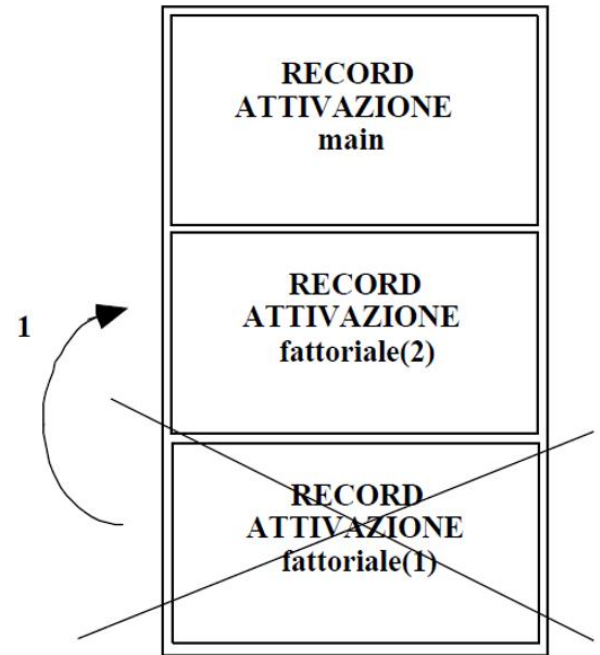 RECORD
ATTIVAZIONE
main
RECORD
ATTIVAZIONE
fattoriale(2)
1
RECORD
ATTIVAZIONE
fattoriale(1)